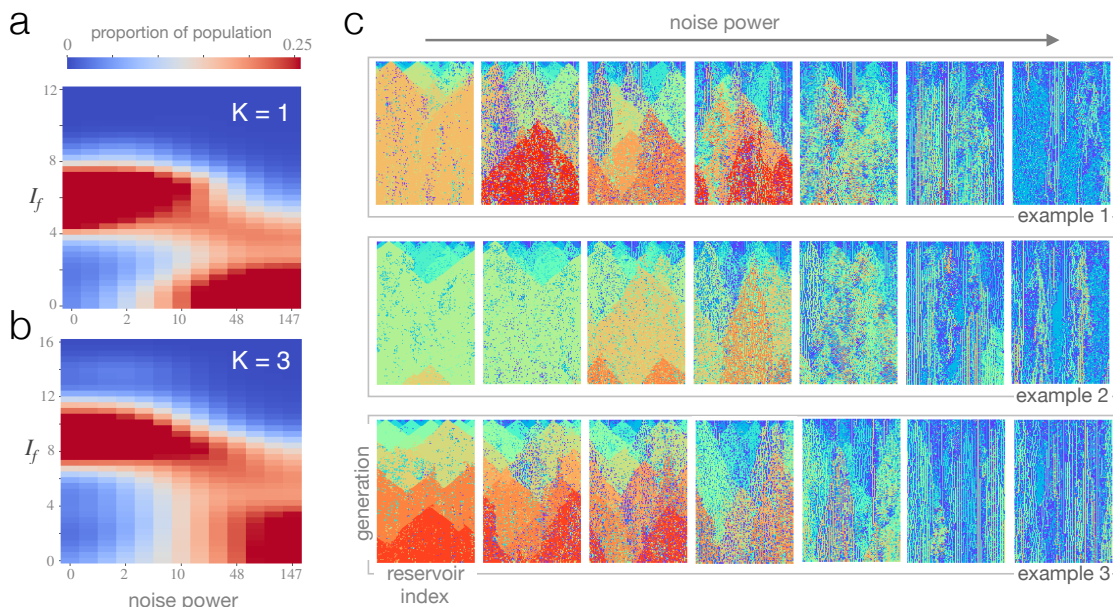 a
proportion of population
0 0.25
12
K = 1
8
I_f
4
0
0 2 10 48 147
b
16
K = 3
12
I_f
8
4
0
0 2 10 48 147
noise power
c
noise power
example 1
example 2
generation
example 3
reservoir
index